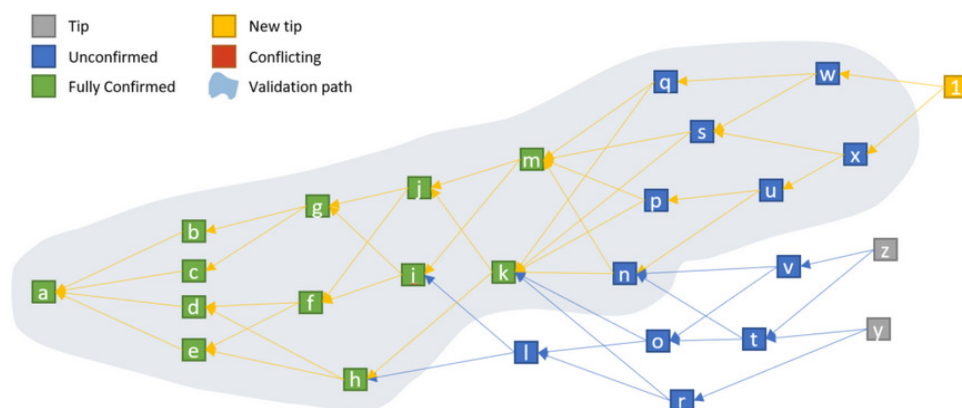 Tip
New tip
Unconfirmed
Conflicting
Fully Confirmed
Validation path
q
w
1
s
x
m
j
u
p
g
b
z
v
c
i
k
n
a
d
f
y
t
o
e
l
h
r